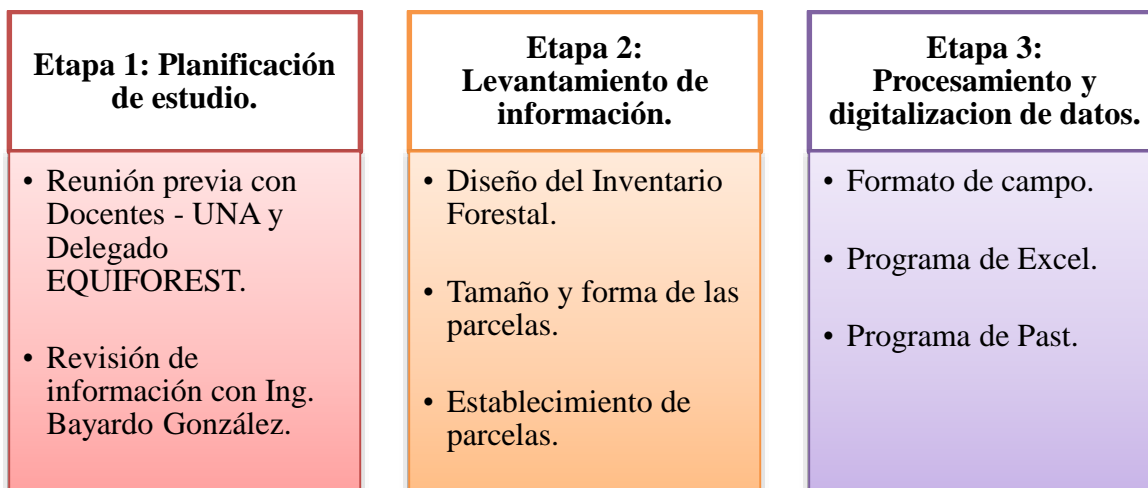 Etapa 1: Planificación
de estudio.
• Reunión previa con
Docentes - UNA y
Delegado
EQUIFOREST.
• Revisión de
información con Ing.
Bayardo González.
Etapa 2:
Levantamiento de
información.
• Diseño del Inventario
Forestal.
• Tamaño y forma de las
parcelas.
• Establecimiento de
parcelas.
Etapa 3:
Procesamiento y
digitalizacion de datos.
• Formato de campo.
• Programa de Excel.
• Programa de Past.